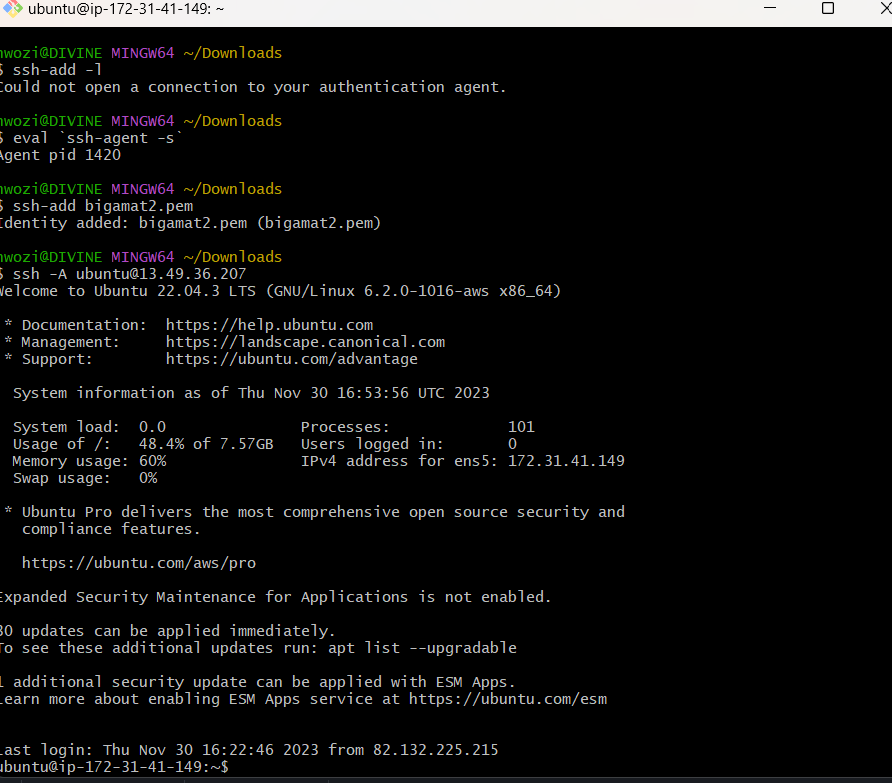 ubuntu@ip-172-31-41-149: ~
nwozi@DIVINE MINGW64 ~/Downloads
$ ssh-add -l
Could not open a connection to your authentication agent.
nwozi@DIVINE MINGW64 ~/Downloads
$ eval `ssh-agent -s`
Agent pid 1420
nwozi@DIVINE MINGW64 ~/Downloads
$ ssh-add bigamat2.pem
Identity added: bigamat2.pem (bigamat2.pem)
nwozi@DIVINE MINGW64 ~/Downloads
$ ssh -A ubuntu@13.49.36.207
Welcome to Ubuntu 22.04.3 LTS (GNU/Linux 6.2.0-1016-aws x86_64)
* Documentation:  https://help.ubuntu.com
* Management:     https://landscape.canonical.com
* Support:        https://ubuntu.com/advantage
System information as of Thu Nov 30 16:53:56 UTC 2023
System load:  0.0               Processes:             101
Usage of /:   48.4% of 7.57GB   Users logged in:       0
Memory usage: 60%               IPv4 address for ens5: 172.31.41.149
Swap usage:   0%
* Ubuntu Pro delivers the most comprehensive open source security and
compliance features.
https://ubuntu.com/aws/pro
Expanded Security Maintenance for Applications is not enabled.
30 updates can be applied immediately.
To see these additional updates run: apt list --upgradable
1 additional security update can be applied with ESM Apps.
Learn more about enabling ESM Apps service at https://ubuntu.com/esm
Last login: Thu Nov 30 16:22:46 2023 from 82.132.225.215
ubuntu@ip-172-31-41-149:~$